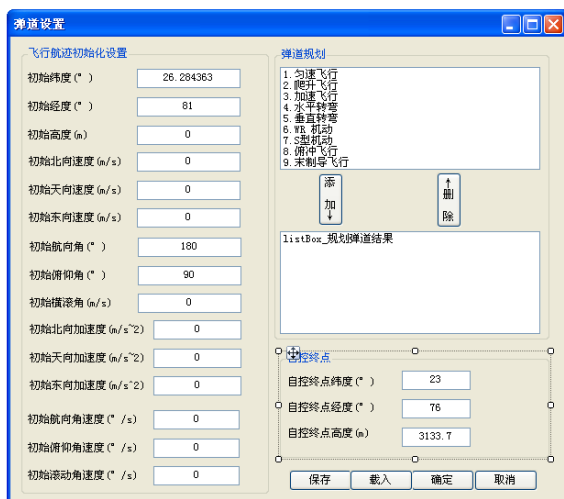 弹道设置
飞行航迹初始化设置
初始纬度(°) 26.284363
初始经度(°) 81
初始高度(m) 0
初始北向速度(m/s) 0
初始天向速度(m/s) 0
初始东向速度(m/s) 0
初始航向角(°) 180
初始俯仰角(°) 90
初始横滚角(m/s) 0
初始北向加速度(m/s^2) 0
初始天向加速度(m/s^2) 0
初始东向加速度(m/s^2) 0
初始航向角速度(°/s) 0
初始俯仰角速度(°/s) 0
初始滚动角速度(°/s) 0
弹道规划
1.匀速飞行
2.爬升飞行
3.加速飞行
4.水平转弯
5.垂直转弯
6.WR 机动
7.S型机动
8.俯冲飞行
9.末制导飞行
添加↓
↑删除
listBox_规划弹道结果
自控终点
自控终点纬度(°) 23
自控终点经度(°) 76
自控终点高度(m) 3133.7
保存 载入 确定 取消